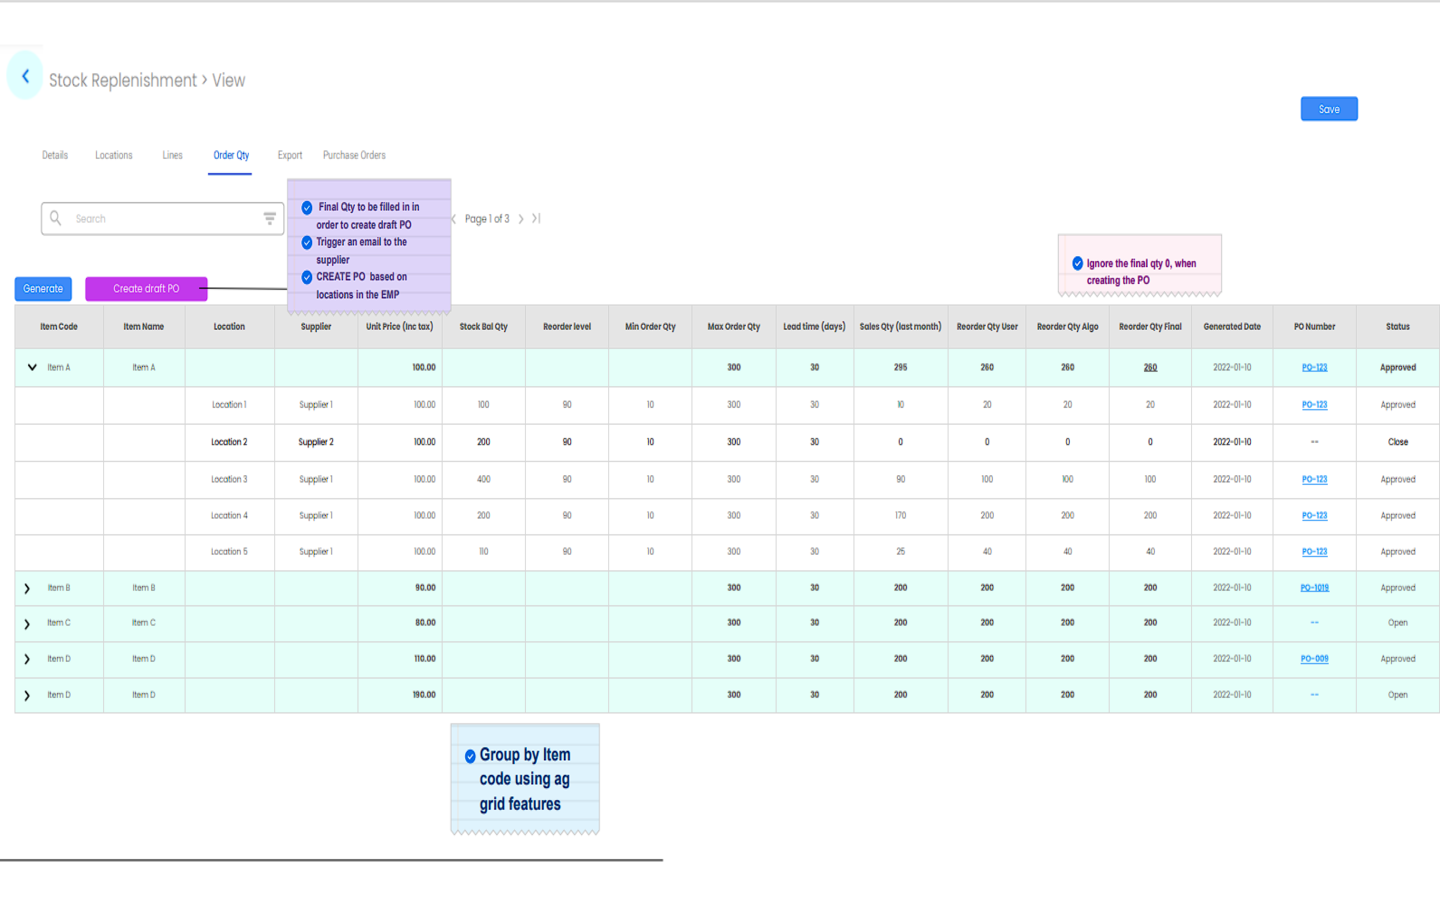 Stock Replenishment > View
Save
Details Locations Lines Order Qty Export Purchase Orders
Search
Final Qty to be filled in in
order to create draft PO
Trigger an email to the
supplier
CREATE PO based on
locations in the EMP
Page 1 of 3
Ignore the final qty 0, when
creating the PO
Generate Create draft PO
Item Code Item Name Location Supplier Unit Price (Inc tax) Stock Bal Qty Reorder level Min Order Qty Max Order Qty Lead time (days) Sales Qty (last month) Reorder Qty User Reorder Qty Algo Reorder Qty Final Generated Date PO Number Status
Item A Item A 100.00 300 30 295 260 260 260 2022-01-10 PO-123 Approved
Location 1 Supplier 1 100.00 100 90 10 300 30 10 20 20 20 2022-01-10 PO-123 Approved
Location 2 Supplier 2 100.00 200 90 10 300 30 0 0 0 0 2022-01-10 -- Close
Location 3 Supplier 1 100.00 400 90 10 300 30 90 100 100 100 2022-01-10 PO-123 Approved
Location 4 Supplier 1 100.00 200 90 10 300 30 170 200 200 200 2022-01-10 PO-123 Approved
Location 5 Supplier 1 100.00 110 90 10 300 30 25 40 40 40 2022-01-10 PO-123 Approved
Item B Item B 90.00 300 30 200 200 200 200 2022-01-10 PO-1019 Approved
Item C Item C 80.00 300 30 200 200 200 200 2022-01-10 -- Open
Item D Item D 110.00 300 30 200 200 200 200 2022-01-10 PO-009 Approved
Item D Item D 190.00 300 30 200 200 200 200 2022-01-10 -- Open
Group by Item
code using ag
grid features